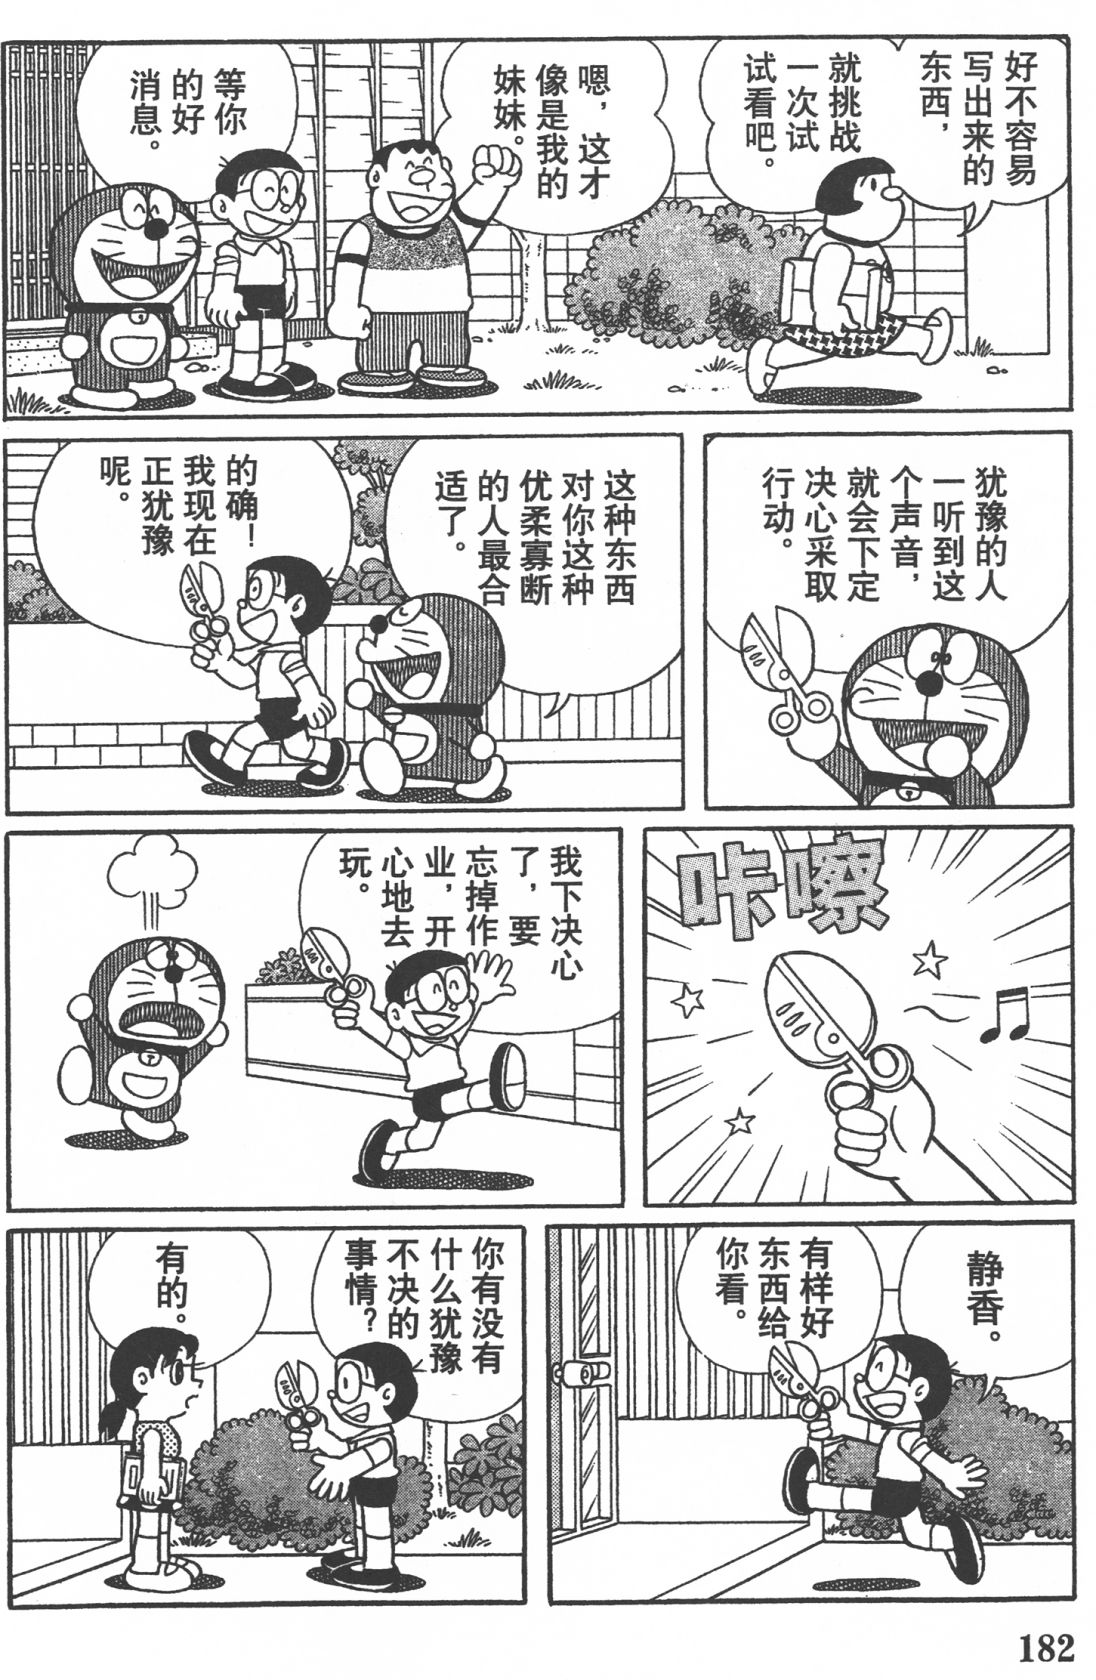 好不容易
写出来的
东西，
就挑战
一次试
试看吧。
嗯，这才
像是我的
妹妹。
等你
的好
消息。
犹豫的人
一听到这
个声音，
就会下定
决心采取
行动。
这种东西
对你这种
优柔寡断
的人最合
适了。
的确！
我现在
正犹豫
呢。
咔嚓
我下决心
了，要
忘掉作
业，开
心地去
玩。
静香。
有样好
东西给
你看。
你有没有
什么犹豫
不决的
事情？
有的。
182